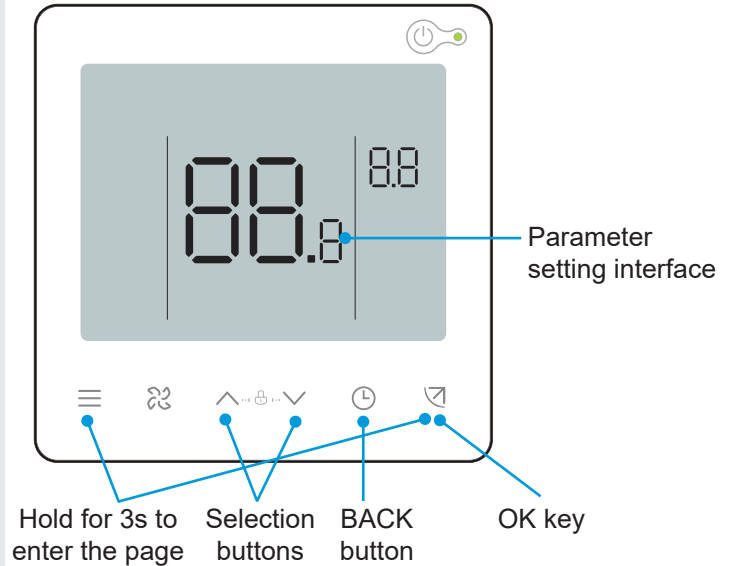 88.8
8.8
Parameter
setting interface
Hold for 3s to
enter the page
Selection
buttons
BACK
button
OK key